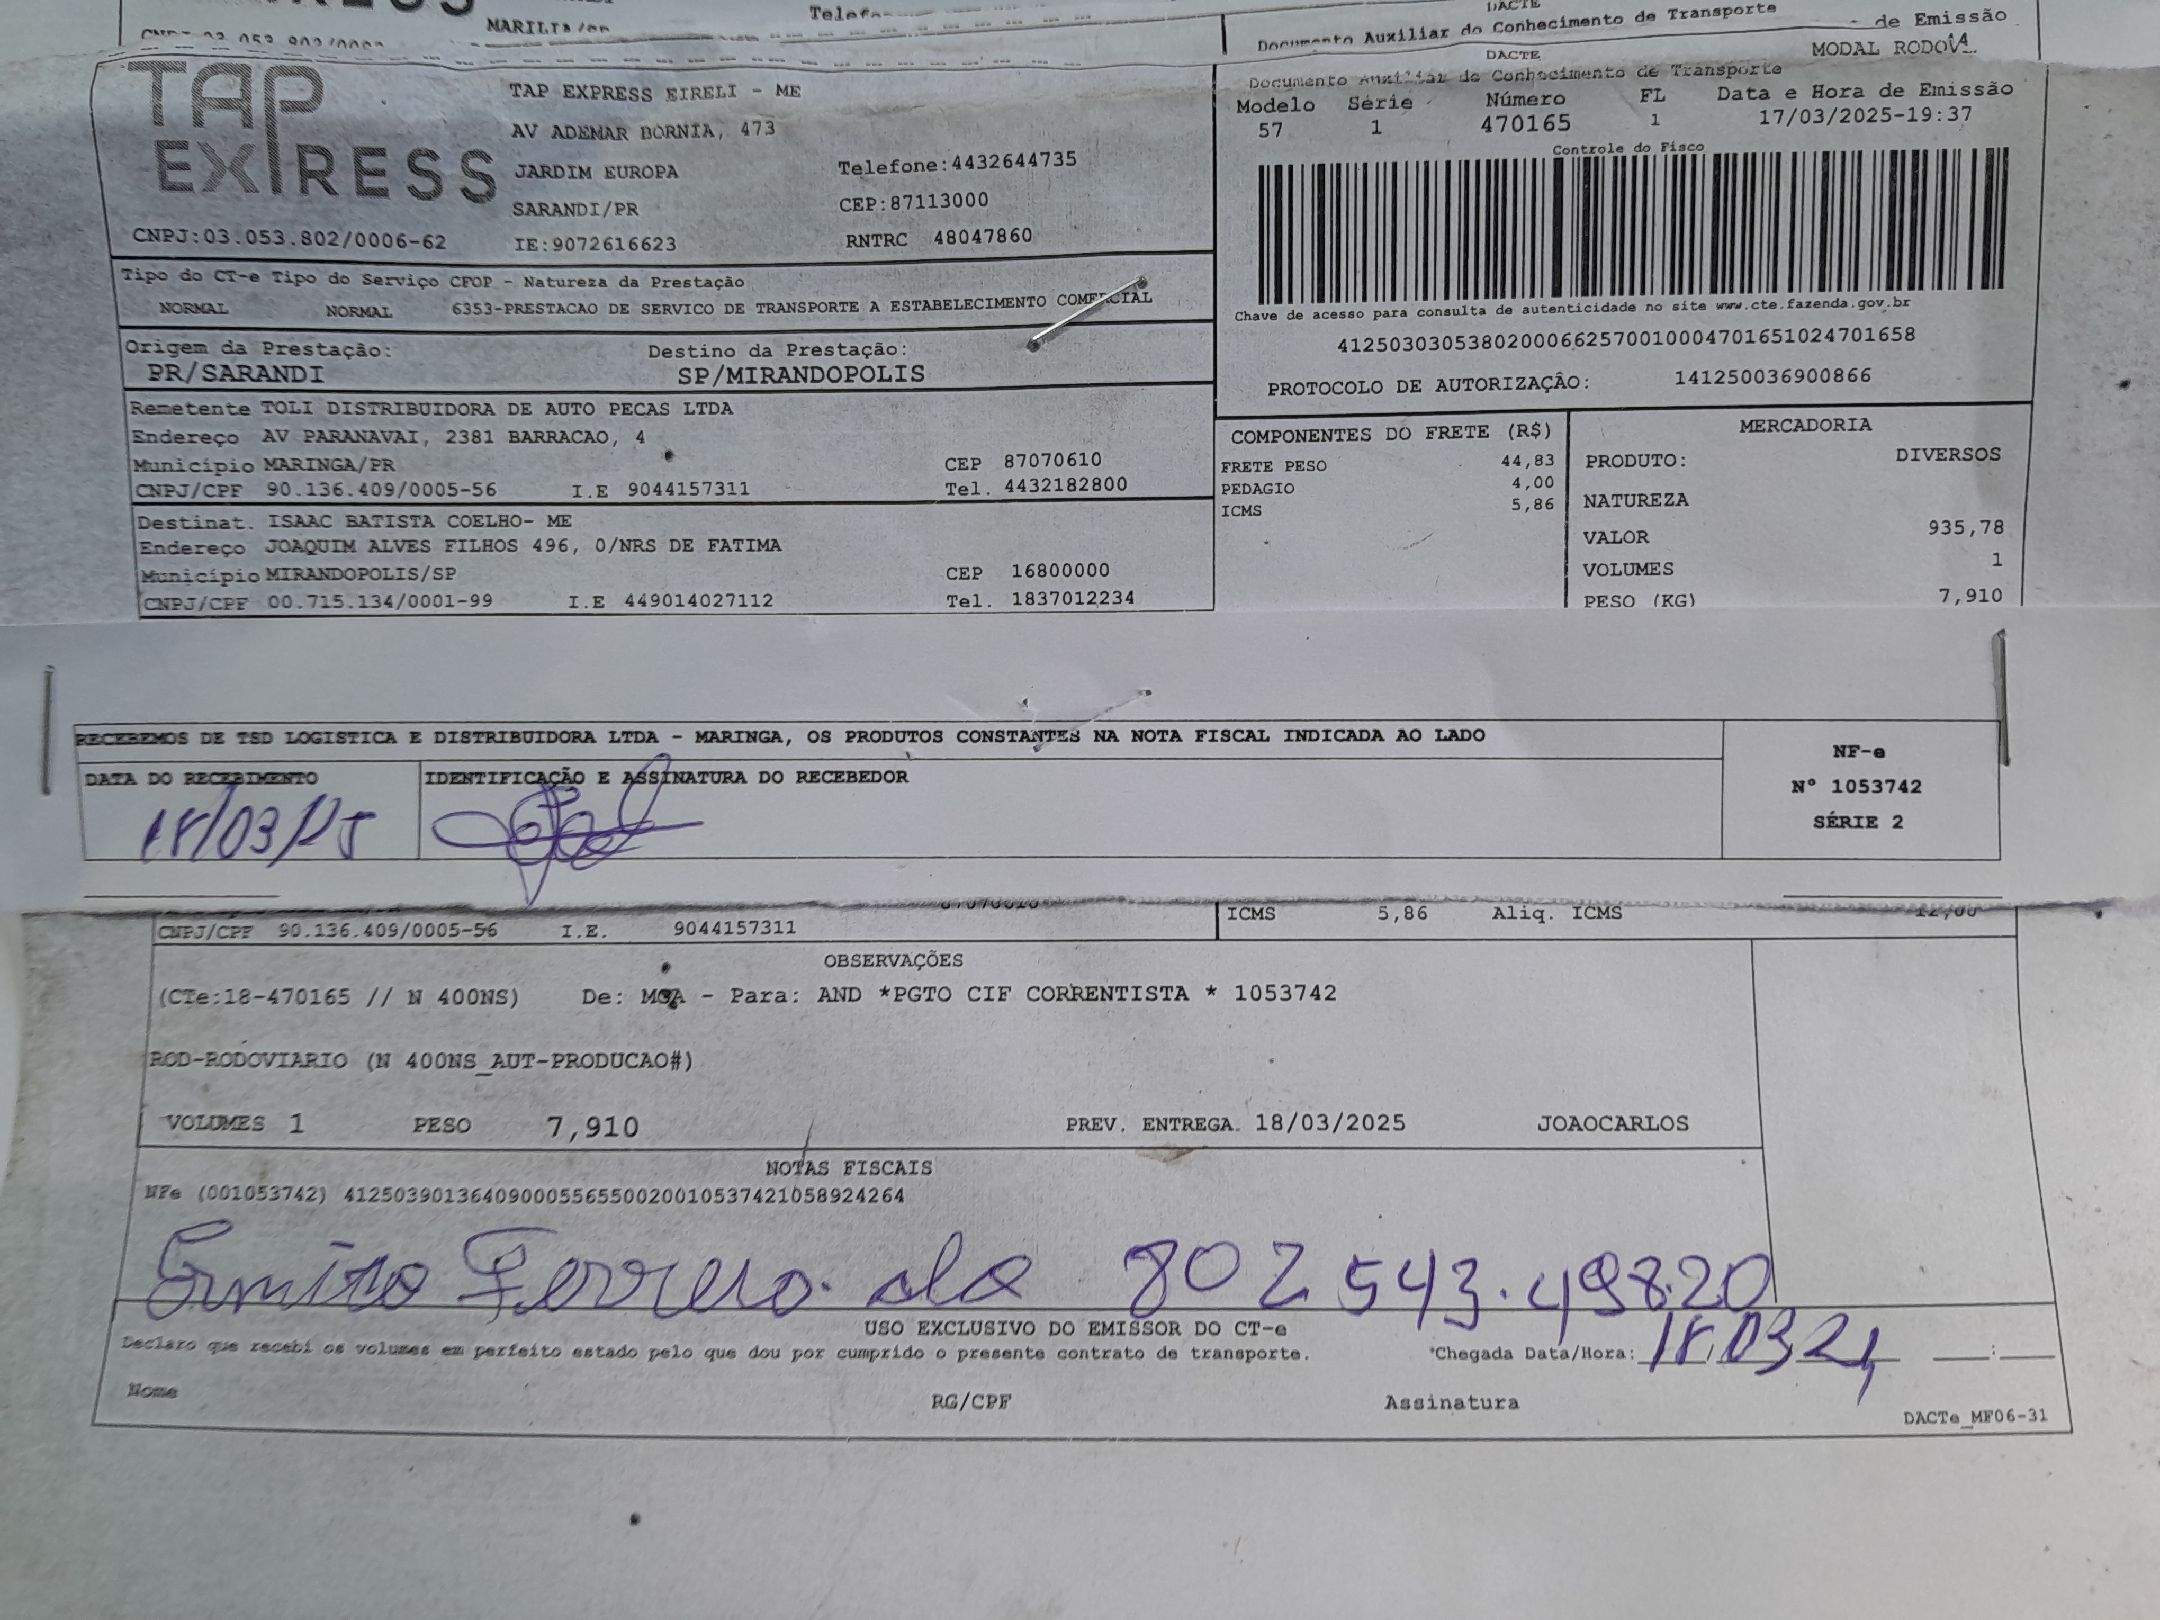 MARILIA/SP
DACTE
Documento Auxiliar do Conhecimento de Transporte
de Emissão
TAP EXPRESS
TAP EXPRESS EIRELI - ME
AV ADEMAR BORNIA, 473
JARDIM EUROPA
Telefone:4432644735
SARANDI/PR
CEP:87113000
CNPJ:03.053.802/0006-62
IE:9072616623
RNTRC 48047860
DACTE
MODAL RODOVIA
Documento Auxiliar do Conhecimento de Transporte
Modelo Série Número FL Data e Hora de Emissão
57 1 470165 1 17/03/2025-19:37
Controle do Fisco
Chave de acesso para consulta de autenticidade no site www.cte.fazenda.gov.br
41250303053802000662570010004701651024701658
PROTOCOLO DE AUTORIZAÇÃO: 141250036900866
Tipo do CT-e Tipo do Serviço CFOP - Natureza da Prestação
NORMAL NORMAL 6353-PRESTACAO DE SERVICO DE TRANSPORTE A ESTABELECIMENTO COMERCIAL
Origem da Prestação: Destino da Prestação:
PR/SARANDI SP/MIRANDOPOLIS
Remetente TOLI DISTRIBUIDORA DE AUTO PECAS LTDA
Endereço AV PARANAVAI, 2381 BARRACAO, 4
Município MARINGA/PR CEP 87070610
CNPJ/CPF 90.136.409/0005-56 I.E 9044157311 Tel. 4432182800
Destinat. ISAAC BATISTA COELHO- ME
Endereço JOAQUIM ALVES FILHOS 496, 0/NRS DE FATIMA
Município MIRANDOPOLIS/SP CEP 16800000
CNPJ/CPF 00.715.134/0001-99 I.E 449014027112 Tel. 1837012234
COMPONENTES DO FRETE (R$)
FRETE PESO 44,83
PEDAGIO 4,00
ICMS 5,86
MERCADORIA
PRODUTO: DIVERSOS
NATUREZA
VALOR 935,78
VOLUMES 1
PESO (KG) 7,910
RECEBEMOS DE TSD LOGISTICA E DISTRIBUIDORA LTDA - MARINGA, OS PRODUTOS CONSTANTES NA NOTA FISCAL INDICADA AO LADO
DATA DO RECEBIMENTO IDENTIFICAÇÃO E ASSINATURA DO RECEBEDOR
18/03/25
NF-e
Nº 1053742
SÉRIE 2
CNPJ/CPF 90.136.409/0005-56 I.E. 9044157311
ICMS 5,86 Aliq. ICMS 12,00
OBSERVAÇÕES
(CTe:18-470165 // N 400NS) De: MGA - Para: AND *PGTO CIF CORRENTISTA * 1053742
ROD-RODOVIARIO (N 400NS_AUT-PRODUCAO#)
VOLUMES 1 PESO 7,910 PREV. ENTREGA. 18/03/2025 JOAOCARLOS
NOTAS FISCAIS
NFe (001053742) 41250390136409000556550020010537421058924264
802 543.498.20
USO EXCLUSIVO DO EMISSOR DO CT-e
Declaro que recebi os volumes em perfeito estado pelo que dou por cumprido o presente contrato de transporte. *Chegada Data/Hora: 18.03.2 __:__
Nome RG/CPF Assinatura
DACTe_MF06-31